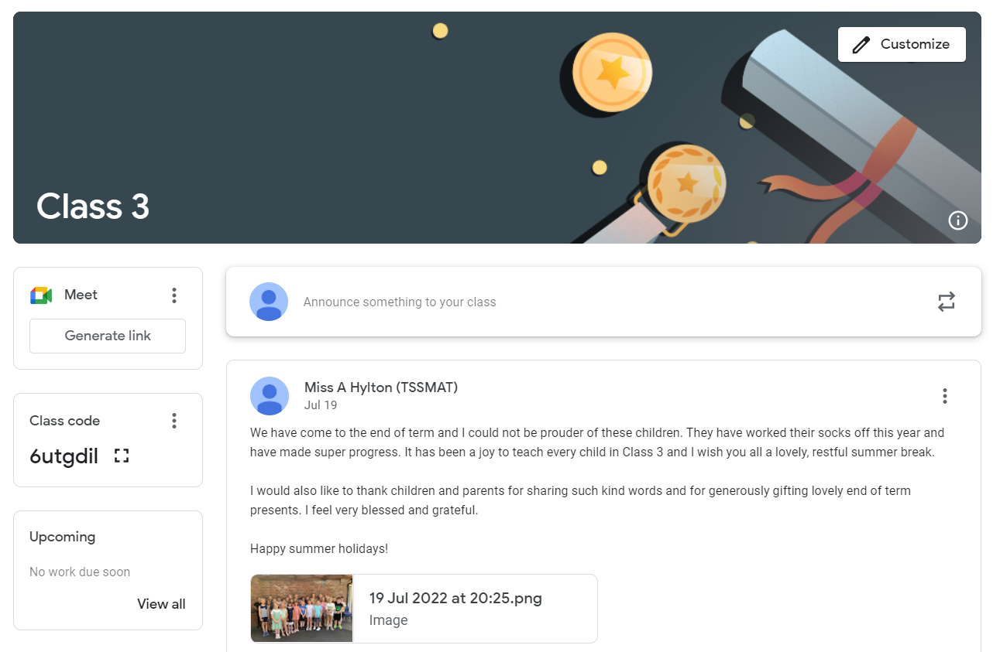 Customize
Class 3
Meet
Generate link
Class code
6utgdil
Upcoming
No work due soon
View all
Announce something to your class
Miss A Hylton (TSSMAT)
Jul 19
We have come to the end of term and I could not be prouder of these children. They have worked their socks off this year and
have made super progress. It has been a joy to teach every child in Class 3 and I wish you all a lovely, restful summer break.
I would also like to thank children and parents for sharing such kind words and for generously gifting lovely end of term
presents. I feel very blessed and grateful.
Happy summer holidays!
19 Jul 2022 at 20:25.png
Image